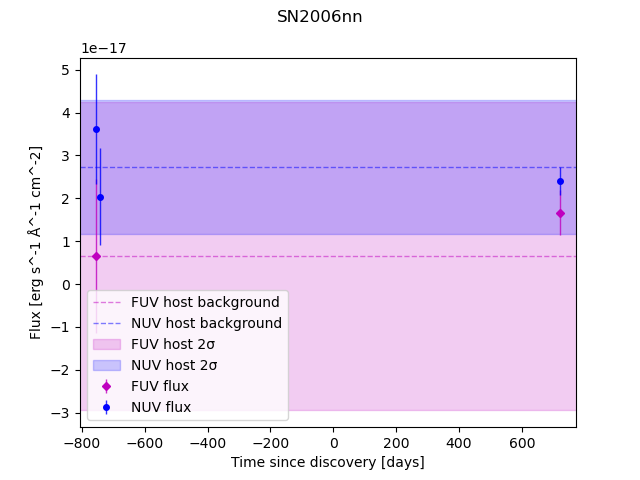 SN2006nn
1e−17
5
4
3
2
1
0
−1
−2
−3
Flux [erg s^-1 Å^-1 cm^-2]
FUV host background
NUV host background
FUV host 2σ
NUV host 2σ
FUV flux
NUV flux
−800 −600 −400 −200 0 200 400 600
Time since discovery [days]